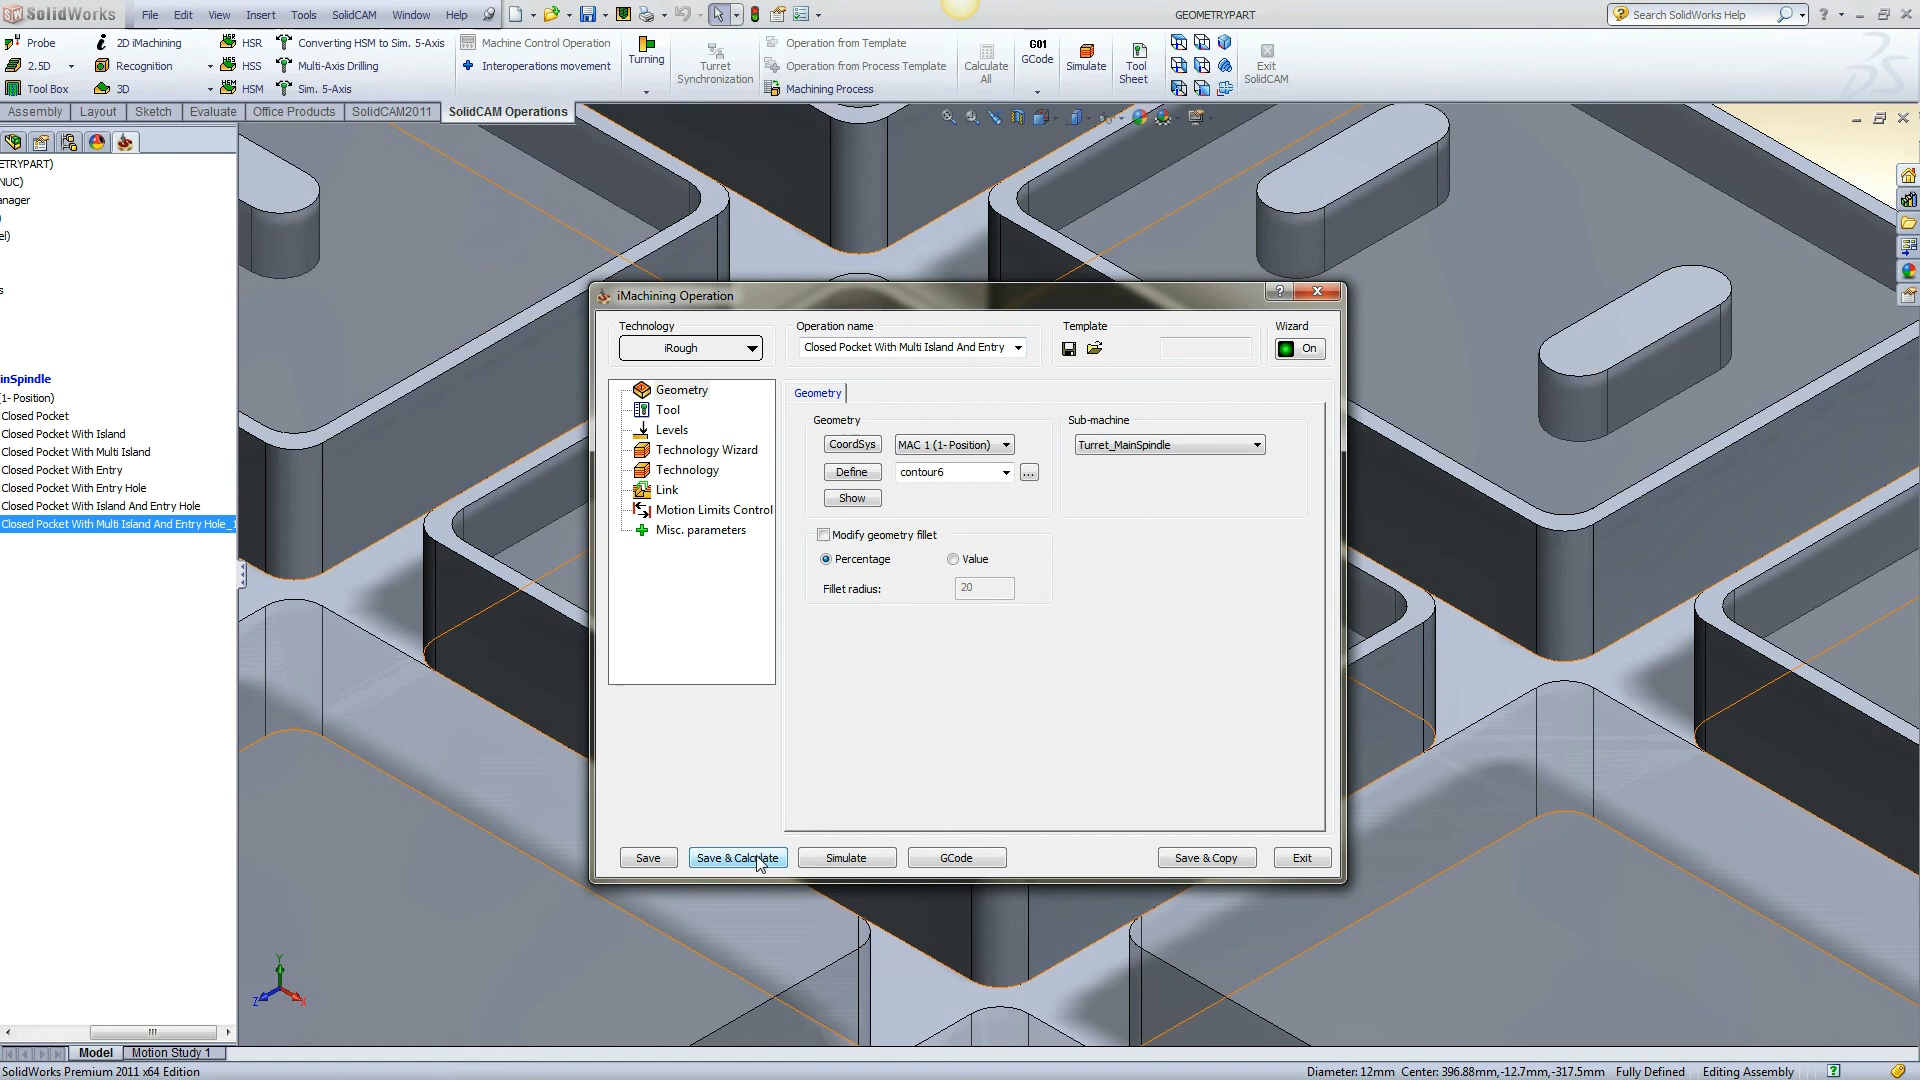 SolidWorks
File Edit View Insert Tools SolidCAM Window Help
GEOMETRYPART
Search SolidWorks Help
Probe
2D iMachining
HSR
Converting HSM to Sim. 5-Axis
Machine Control Operation
Operation from Template
2.5D
Recognition
HSS
Multi-Axis Drilling
Interoperations movement
Operation from Process Template
Tool Box
3D
HSM
Sim. 5-Axis
Machining Process
Turning
Turret Synchronization
Calculate All
G01
GCode
Simulate
Tool Sheet
Exit SolidCAM
Assembly Layout Sketch Evaluate Office Products SolidCAM2011 SolidCAM Operations
ETRYPART)
NUC)
anager
)
el)
s
inSpindle
(1- Position)
Closed Pocket
Closed Pocket With Island
Closed Pocket With Multi Island
Closed Pocket With Entry
Closed Pocket With Entry Hole
Closed Pocket With Island And Entry Hole
Closed Pocket With Multi Island And Entry Hole_1
iMachining Operation
Technology
iRough
Operation name
Closed Pocket With Multi Island And Entry
Template
Wizard
On
Geometry
Tool
Levels
Technology Wizard
Technology
Link
Motion Limits Control
Misc. parameters
Geometry
Geometry
CoordSys
MAC 1 (1- Position)
Define
contour6
...
Show
Sub-machine
Turret_MainSpindle
Modify geometry fillet
Percentage
Value
Fillet radius:
20
Save
Save & Calculate
Simulate
GCode
Save & Copy
Exit
Y
Z
X
Model
Motion Study 1
SolidWorks Premium 2011 x64 Edition
Diameter: 12mm Center: 396.88mm,-12.7mm,-317.5mm Fully Defined Editing Assembly